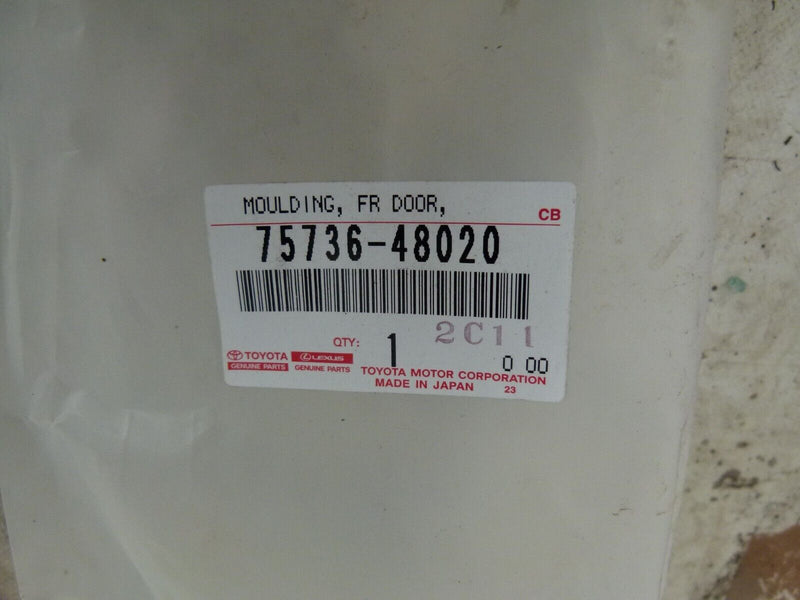 MOULDING, FR DOOR,
CB
75736-48020
2C11
QTY: 1
0 00
TOYOTA LEXUS
GENUINE PARTS GENUINE PARTS
TOYOTA MOTOR CORPORATION
MADE IN JAPAN 23